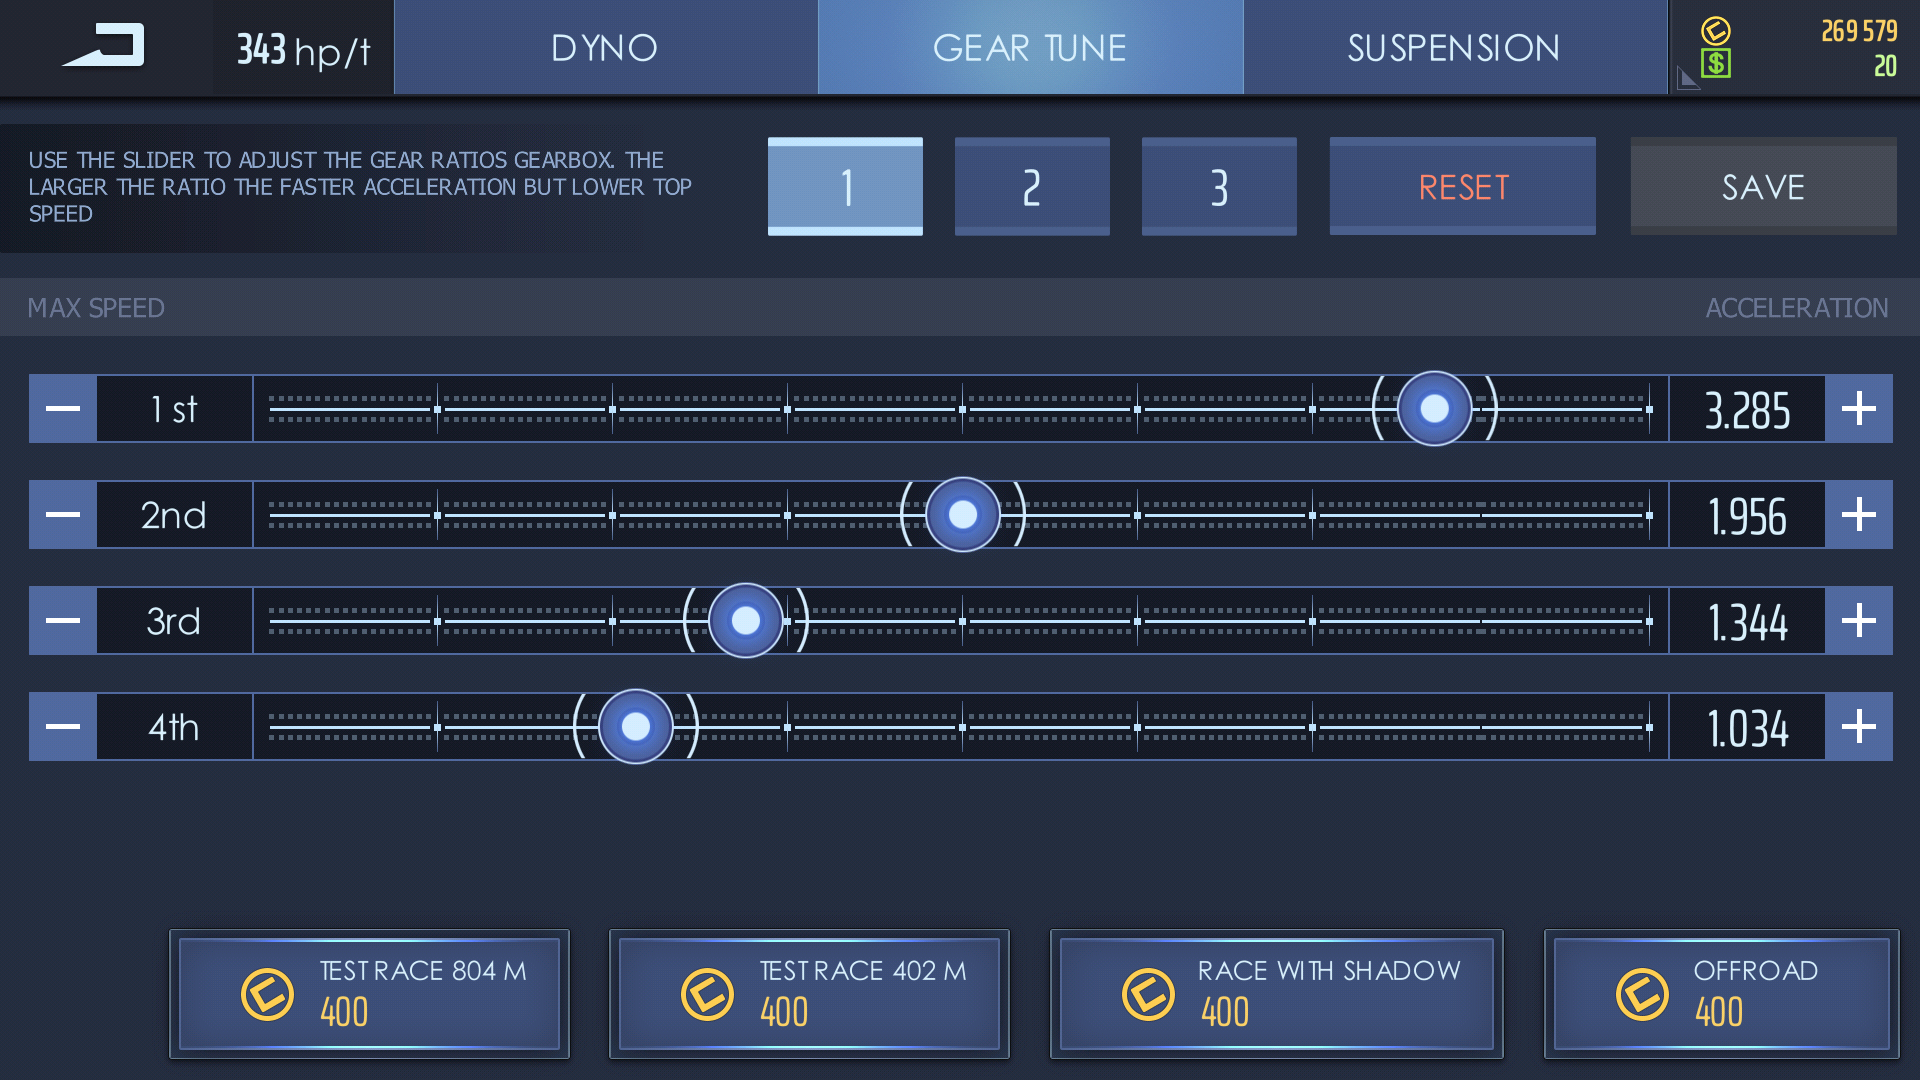 343 hp/t
DYNO
GEAR TUNE
SUSPENSION
269 579
20
USE THE SLIDER TO ADJUST THE GEAR RATIOS GEARBOX. THE
LARGER THE RATIO THE FASTER ACCELERATION BUT LOWER TOP
SPEED
1
2
3
RESET
SAVE
MAX SPEED
ACCELERATION
1 st
3.285
2nd
1.956
3rd
1.344
4th
1.034
TEST RACE 804 M
400
TEST RACE 402 M
400
RACE WITH SHADOW
400
OFFROAD
400